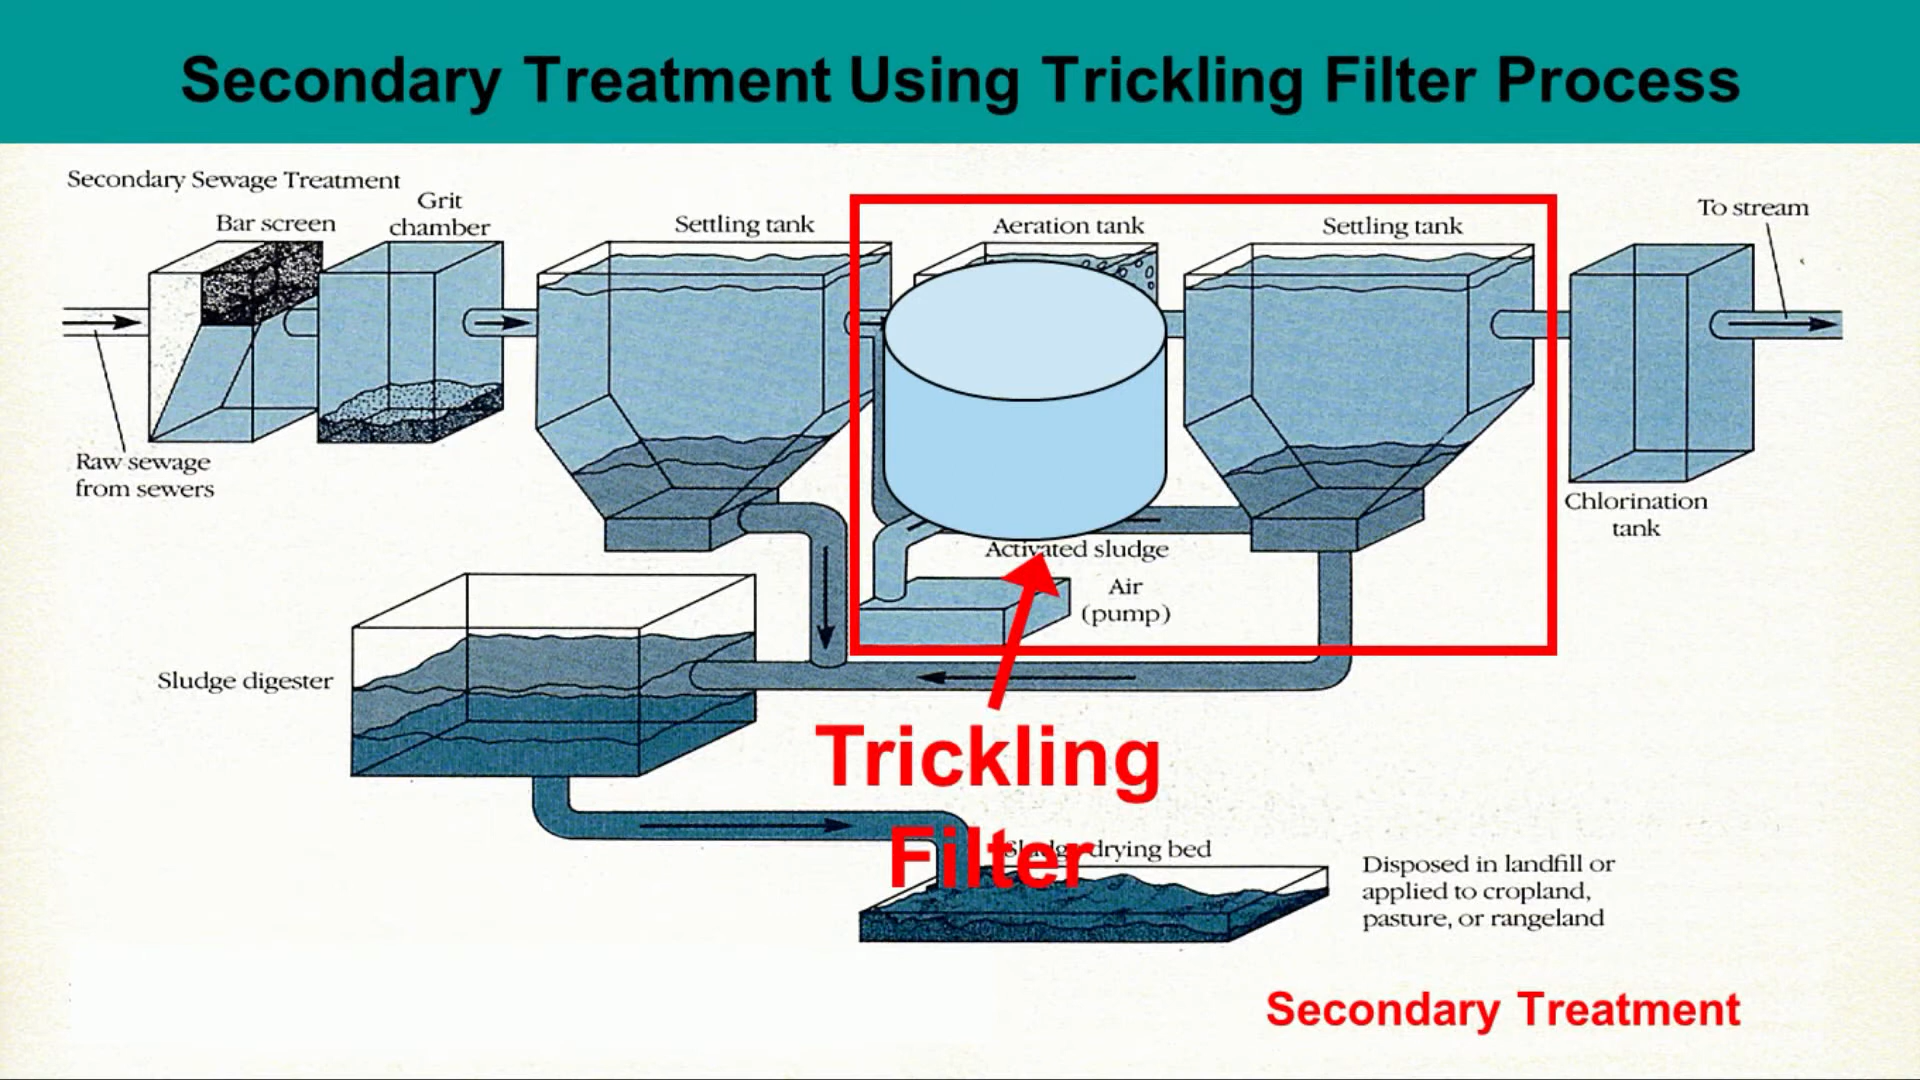 Secondary Treatment Using Trickling Filter Process
Secondary Sewage Treatment
Bar screen
Grit
chamber
Settling tank
Aeration tank
Settling tank
To stream
Raw sewage
from sewers
Chlorination
tank
Activated sludge
Air
(pump)
Sludge digester
Trickling
Filter
Sludge drying bed
Disposed in landfill or
applied to cropland,
pasture, or rangeland
Secondary Treatment